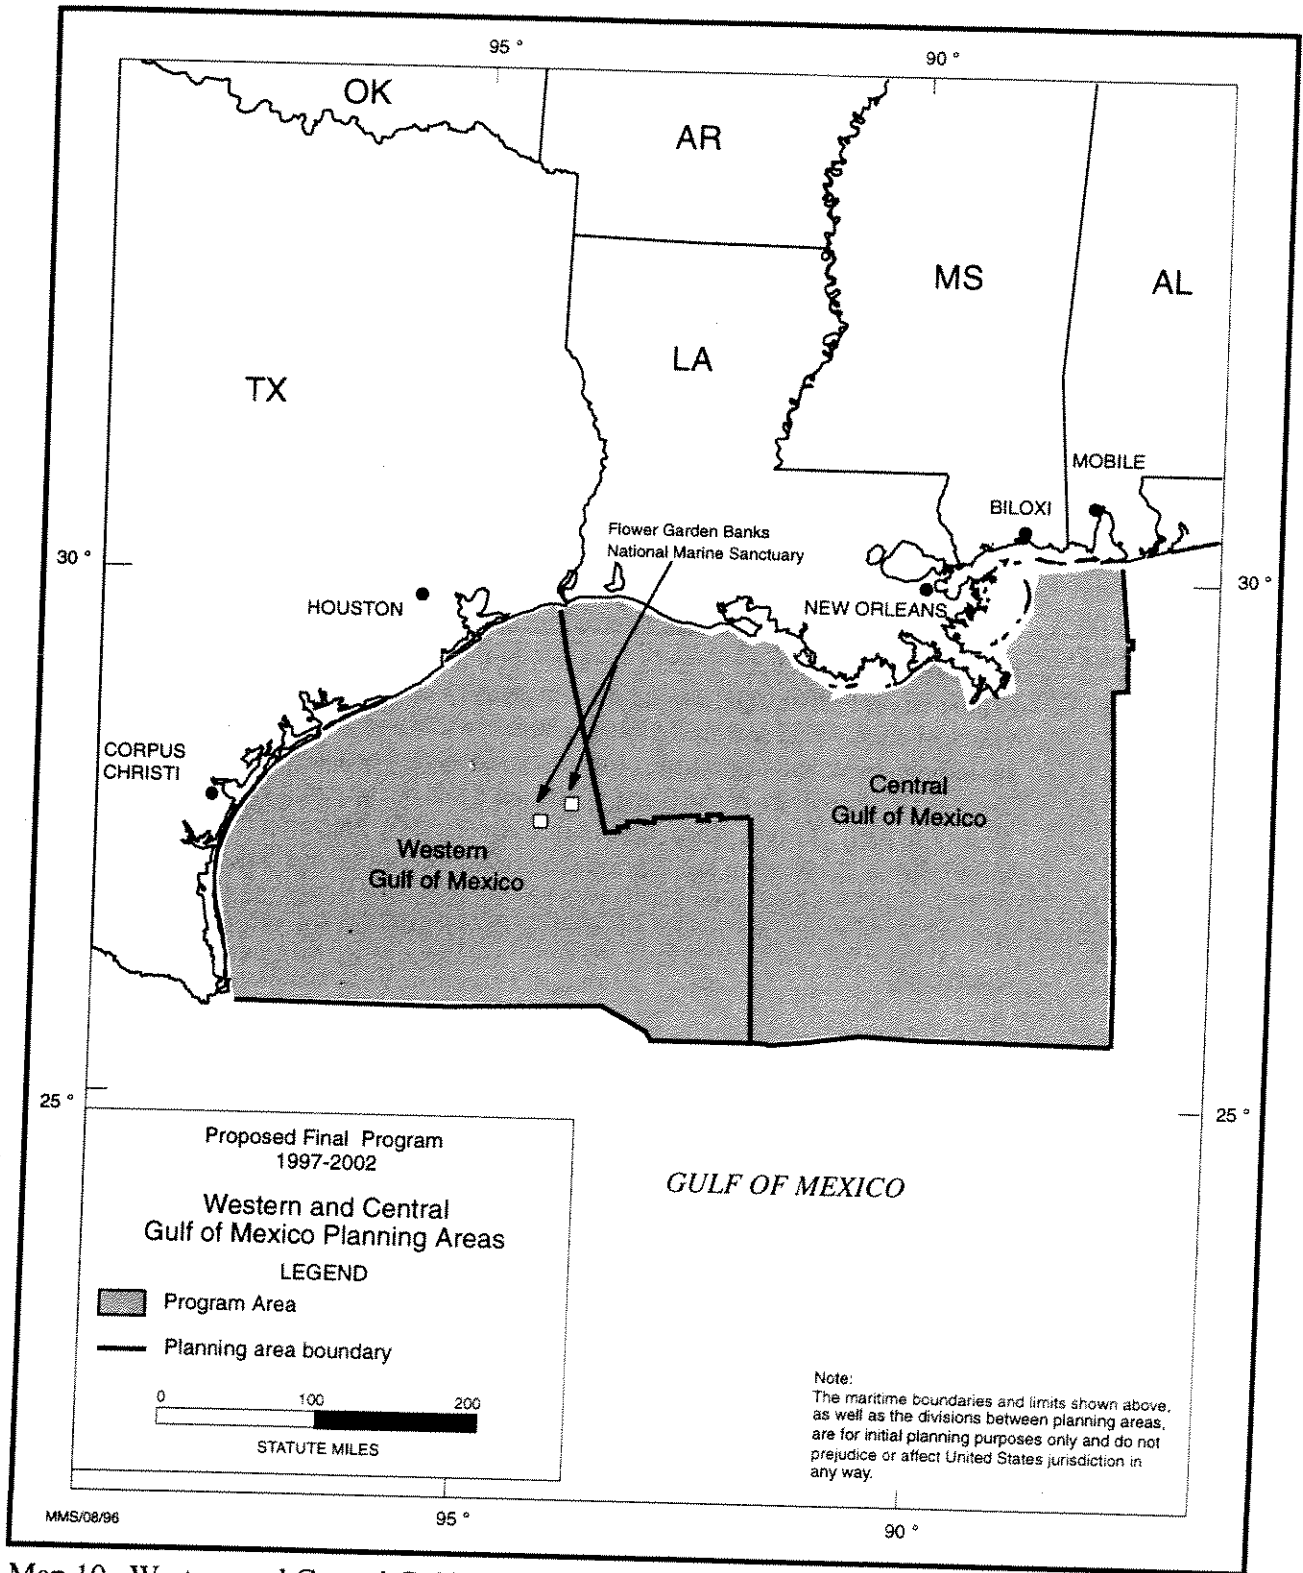 95 °
90 °
OK
AR
MS
AL
LA
TX
MOBILE
BILOXI
Flower Garden Banks
National Marine Sanctuary
30 °
30 °
HOUSTON
NEW ORLEANS
CORPUS
CHRISTI
Central
Gulf of Mexico
Western
Gulf of Mexico
25 °
25 °
Proposed Final Program
1997-2002
Western and Central
Gulf of Mexico Planning Areas
LEGEND
Program Area
Planning area boundary
0 100 200
STATUTE MILES
GULF OF MEXICO
Note:
The maritime boundaries and limits shown above,
as well as the divisions between planning areas,
are for initial planning purposes only and do not
prejudice or affect United States jurisdiction in
any way.
MMS/08/96
95 °
90 °